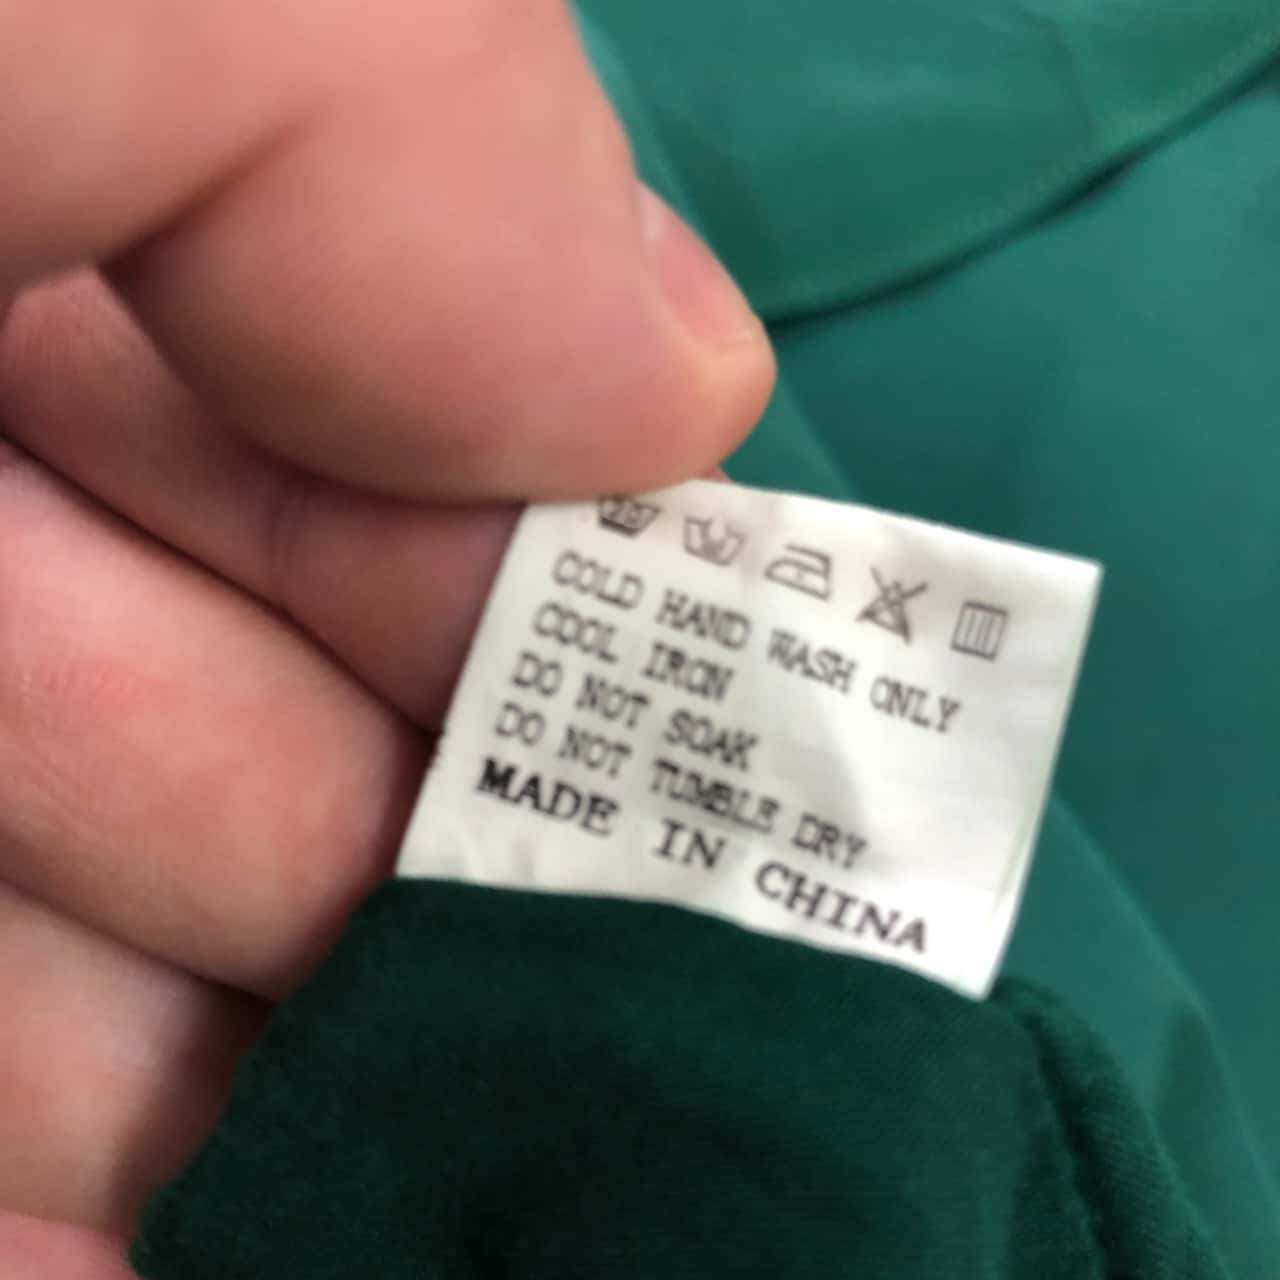 COLD HAND WASH ONLY
COOL IRON
DO NOT SOAK
DO NOT TUMBLE DRY
MADE IN CHINA